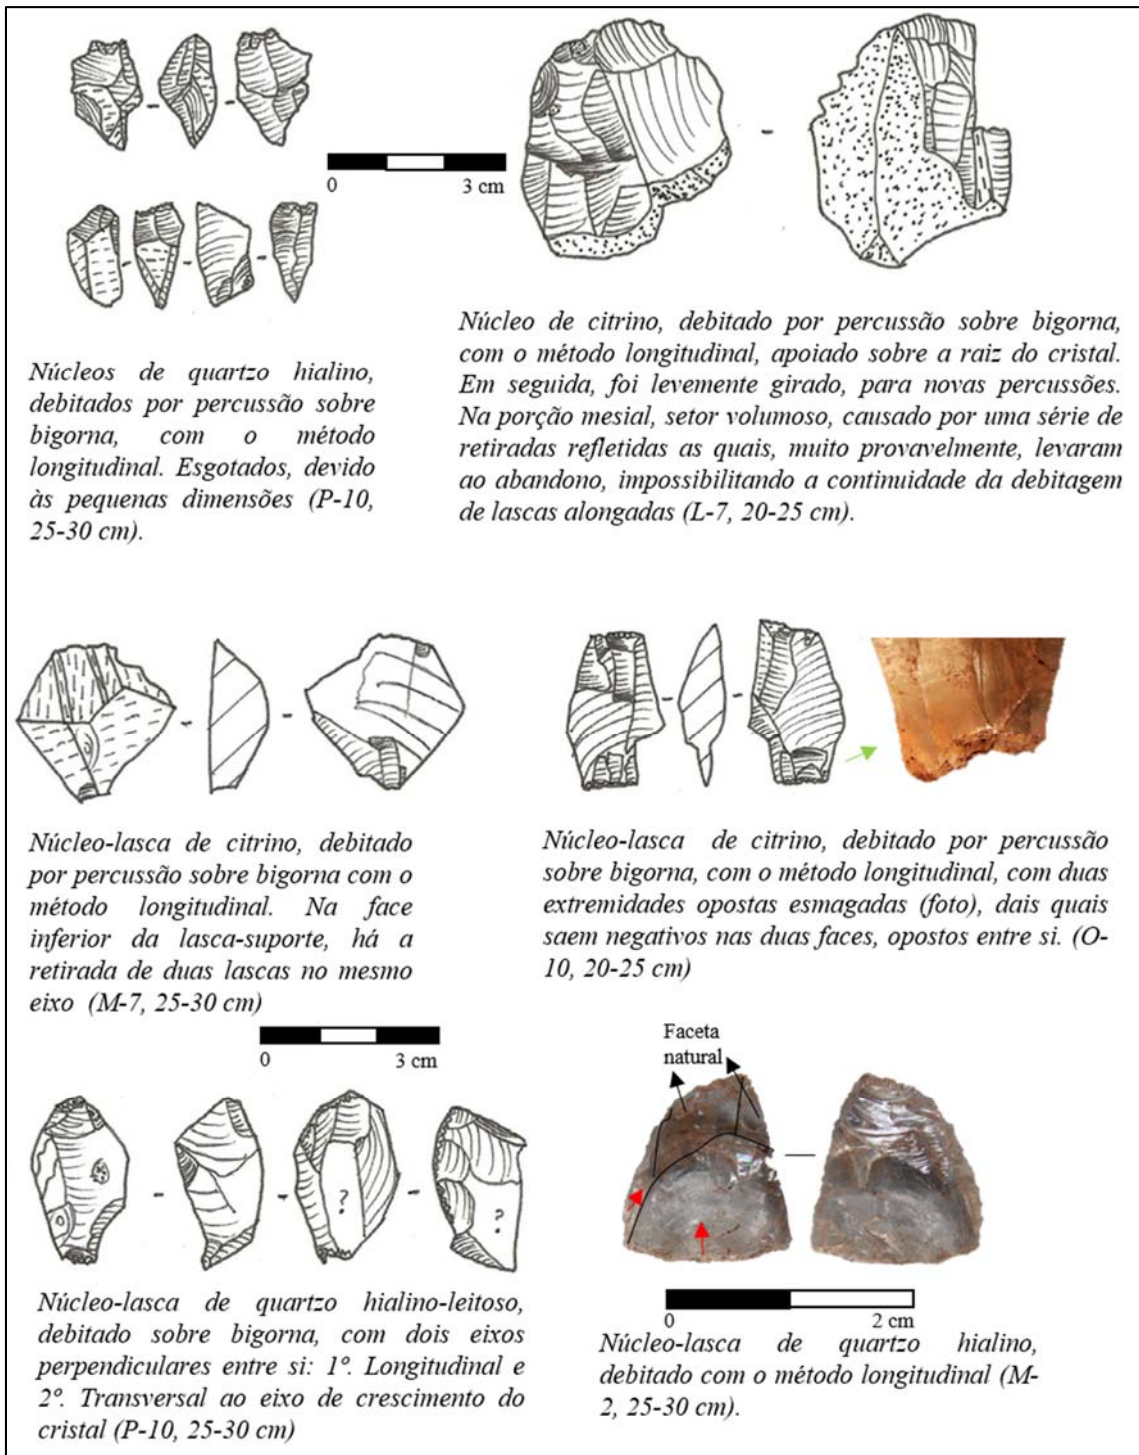 0 3 cm
Núcleos de quartzo hialino,
debitados por percussão sobre
bigorna, com o método
longitudinal. Esgotados, devido
às pequenas dimensões (P-10,
25-30 cm).
Núcleo de citrino, debitado por percussão sobre bigorna,
com o método longitudinal, apoiado sobre a raiz do cristal.
Em seguida, foi levemente girado, para novas percussões.
Na porção mesial, setor volumoso, causado por uma série de
retiradas refletidas as quais, muito provavelmente, levaram
ao abandono, impossibilitando a continuidade da debitagem
de lascas alongadas (L-7, 20-25 cm).
Núcleo-lasca de citrino, debitado
por percussão sobre bigorna com o
método longitudinal. Na face
inferior da lasca-suporte, há a
retirada de duas lascas no mesmo
eixo (M-7, 25-30 cm)
Núcleo-lasca de citrino, debitado por percussão
sobre bigorna, com o método longitudinal, com duas
extremidades opostas esmagadas (foto), dais quais
saem negativos nas duas faces, opostos entre si. (O-
10, 20-25 cm)
0 3 cm
? ?
Núcleo-lasca de quartzo hialino-leitoso,
debitado sobre bigorna, com dois eixos
perpendiculares entre si: 1º. Longitudinal e
2º. Transversal ao eixo de crescimento do
cristal (P-10, 25-30 cm)
Faceta
natural
0 2 cm
Núcleo-lasca de quartzo hialino,
debitado com o método longitudinal (M-
2, 25-30 cm).